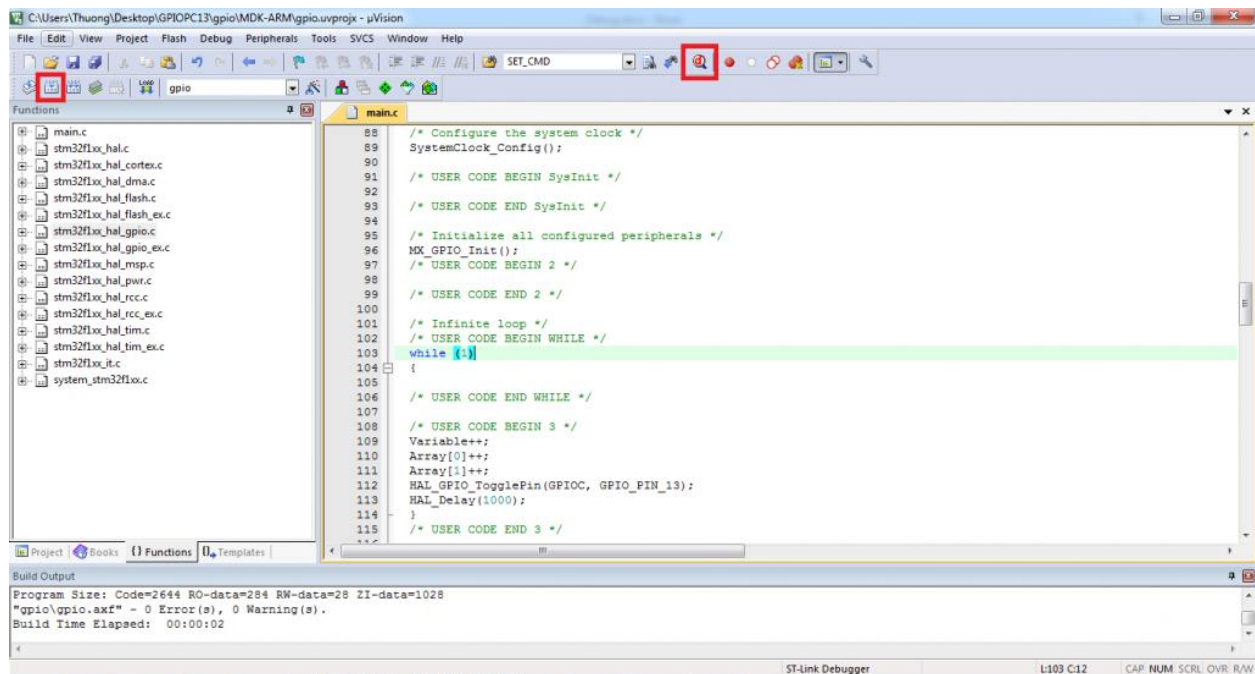 C:\Users\Thuong\Desktop\GPIOPC13\gpio\MDK-ARM\gpio.uvprojx - µVision
File Edit View Project Flash Debug Peripherals Tools SVCS Window Help
SET_CMD
LOAD gpio
Functions
main.c
stm32f1xx_hal.c
stm32f1xx_hal_cortex.c
stm32f1xx_hal_dma.c
stm32f1xx_hal_flash.c
stm32f1xx_hal_flash_ex.c
stm32f1xx_hal_gpio.c
stm32f1xx_hal_gpio_ex.c
stm32f1xx_hal_msp.c
stm32f1xx_hal_pwr.c
stm32f1xx_hal_rcc.c
stm32f1xx_hal_rcc_ex.c
stm32f1xx_hal_tim.c
stm32f1xx_hal_tim_ex.c
stm32f1xx_it.c
system_stm32f1xx.c
Project Books {} Functions Templates
main.c
88 /* Configure the system clock */
89 SystemClock_Config();
90
91 /* USER CODE BEGIN SysInit */
92
93 /* USER CODE END SysInit */
94
95 /* Initialize all configured peripherals */
96 MX_GPIO_Init();
97 /* USER CODE BEGIN 2 */
98
99 /* USER CODE END 2 */
100
101 /* Infinite loop */
102 /* USER CODE BEGIN WHILE */
103 while (1)
104 {
105
106 /* USER CODE END WHILE */
107
108 /* USER CODE BEGIN 3 */
109 Variable++;
110 Array[0]++;
111 Array[1]++;
112 HAL_GPIO_TogglePin(GPIOC, GPIO_PIN_13);
113 HAL_Delay(1000);
114 }
115 /* USER CODE END 3 */
Build Output
Program Size: Code=2644 RO-data=284 RW-data=28 ZI-data=1028
"gpio\gpio.axf" - 0 Error(s), 0 Warning(s).
Build Time Elapsed: 00:00:02
ST-Link Debugger L:103 C:12 CAP NUM SCRL OVR R/W